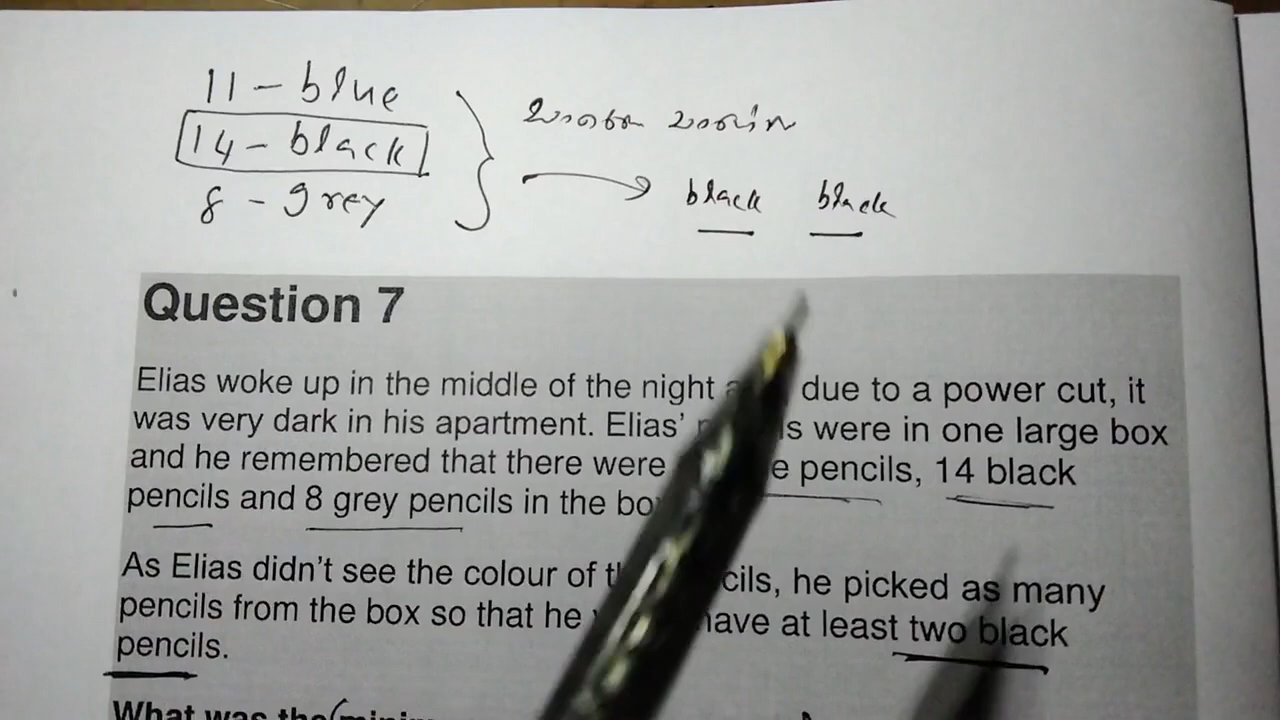 11 - blue
14 - black
8 - grey
black black
Question 7
Elias woke up in the middle of the night due to a power cut, it
was very dark in his apartment. Elias' were in one large box
and he remembered that there were pencils, 14 black
pencils and 8 grey pencils in the
As Elias didn't see the colour of he picked as many
pencils from the box so that he have at least two black
pencils.
What was the